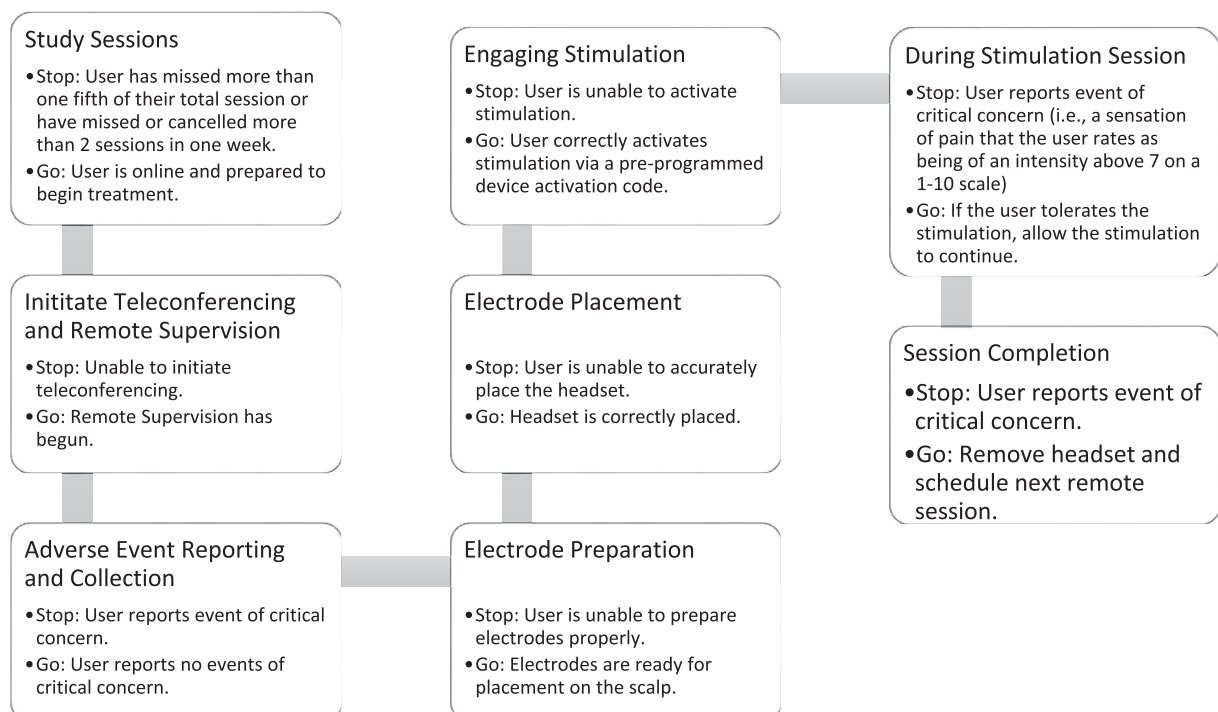 Study Sessions
•Stop: User has missed more than
one fifth of their total session or
have missed or cancelled more
than 2 sessions in one week.
•Go: User is online and prepared to
begin treatment.
Inititate Teleconferencing
and Remote Supervision
•Stop: Unable to initiate
teleconferencing.
•Go: Remote Supervision has
begun.
Adverse Event Reporting
and Collection
•Stop: User reports event of critical
concern.
•Go: User reports no events of
critical concern.
Electrode Preparation
•Stop: User is unable to prepare
electrodes properly.
•Go: Electrodes are ready for
placement on the scalp.
Electrode Placement
•Stop: User is unable to accurately
place the headset.
•Go: Headset is correctly placed.
Engaging Stimulation
•Stop: User is unable to activate
stimulation.
•Go: User correctly activates
stimulation via a pre-programmed
device activation code.
During Stimulation Session
•Stop: User reports event of
critical concern (i.e., a sensation
of pain that the user rates as
being of an intensity above 7 on a
1-10 scale)
•Go: If the user tolerates the
stimulation, allow the stimulation
to continue.
Session Completion
•Stop: User reports event of
critical concern.
•Go: Remove headset and
schedule next remote
session.